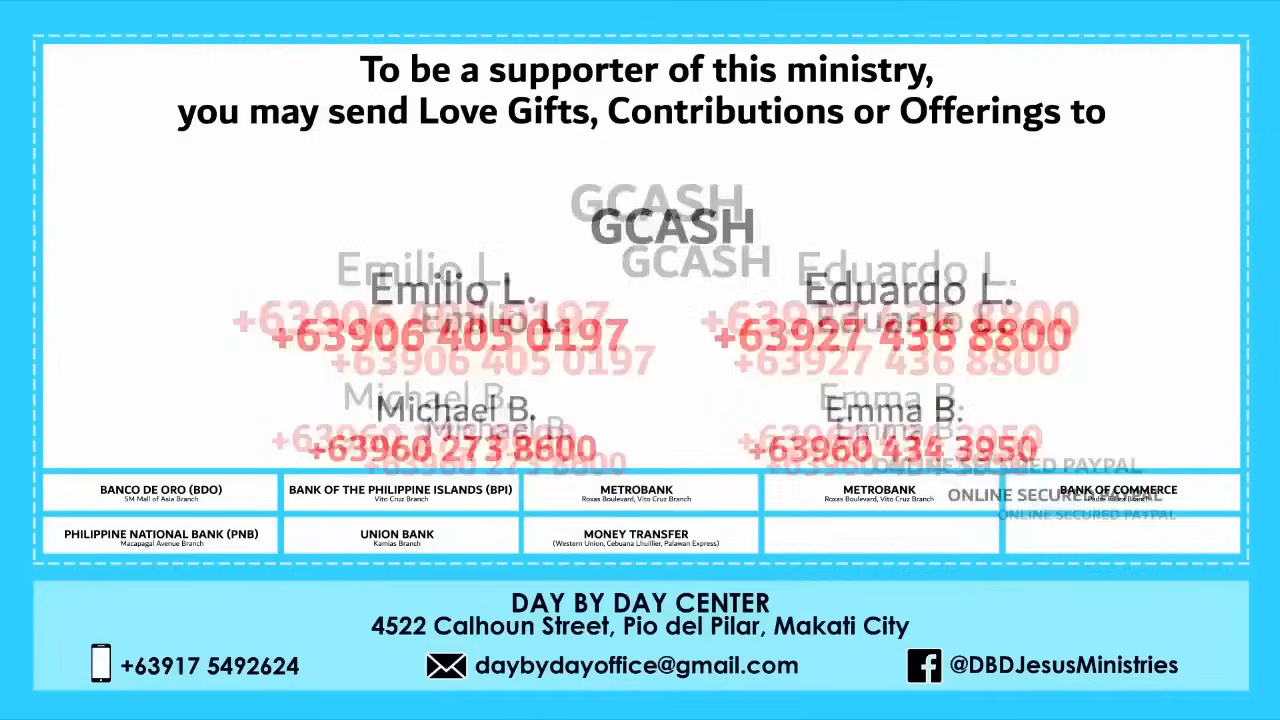 To be a supporter of this ministry,
you may send Love Gifts, Contributions or Offerings to
GCASH
Emilio L.
Eduardo L.
+63906 405 0197
+63927 436 8800
Michael B.
Emma B.
+63960 273 8600
+63960 434 3950
BANCO DE ORO (BDO)
SM Mall of Asia Branch
BANK OF THE PHILIPPINE ISLANDS (BPI)
Vito Cruz Branch
METROBANK
Roxas Boulevard, Vito Cruz Branch
METROBANK
Roxas Boulevard, Vito Cruz Branch
ONLINE SECURED PAYPAL
BANK OF COMMERCE
PHILIPPINE NATIONAL BANK (PNB)
Macapagal Avenue Branch
UNION BANK
Kamias Branch
MONEY TRANSFER
(Western Union, Cebuana Lhuillier, Palawan Express)
DAY BY DAY CENTER
4522 Calhoun Street, Pio del Pilar, Makati City
+63917 5492624
daybydayoffice@gmail.com
@DBDJesusMinistries